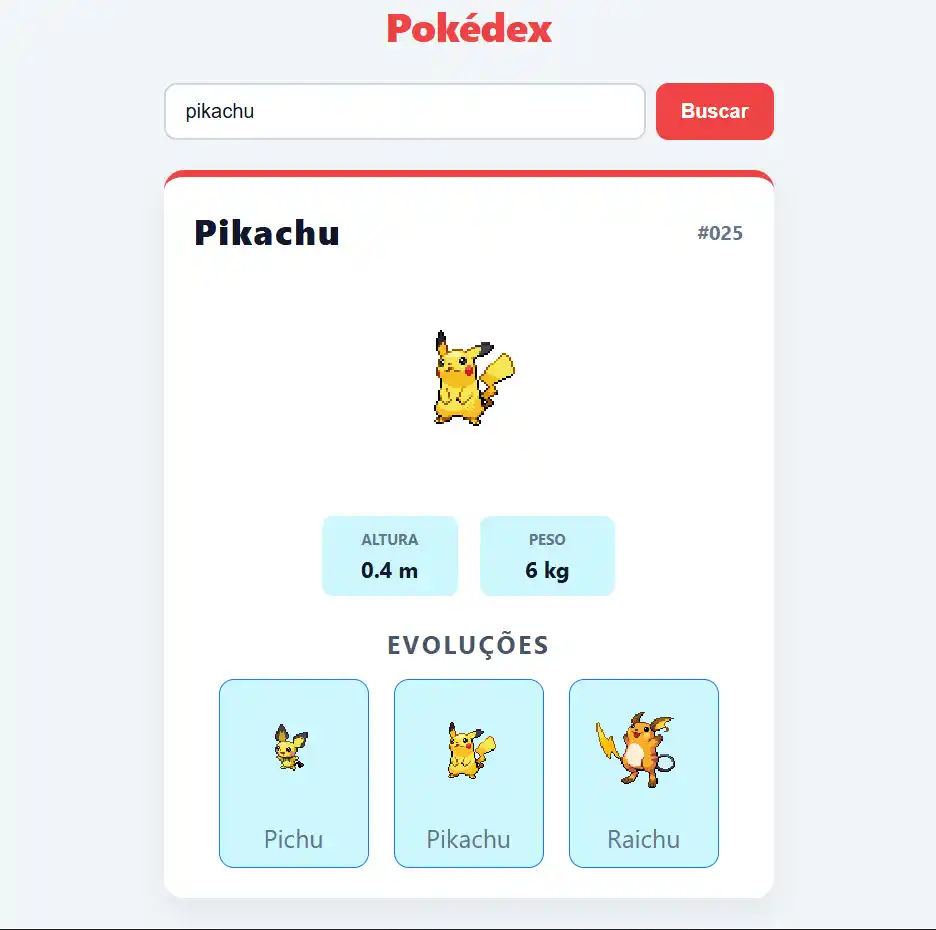 Pokédex
pikachu
Buscar
Pikachu
#025
ALTURA
0.4 m
PESO
6 kg
EVOLUÇÕES
Pichu
Pikachu
Raichu